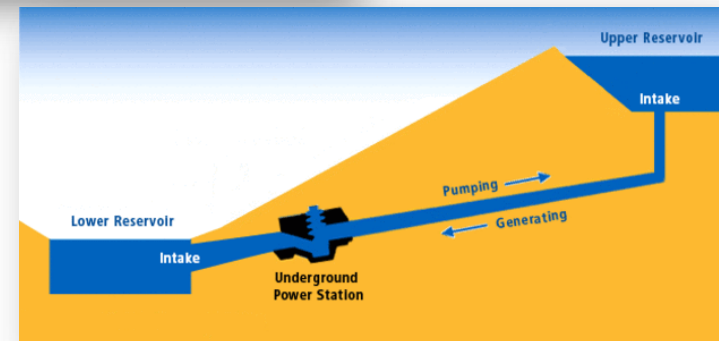 Upper Reservoir
Intake
Pumping
Generating
Lower Reservoir
Intake
Underground
Power Station